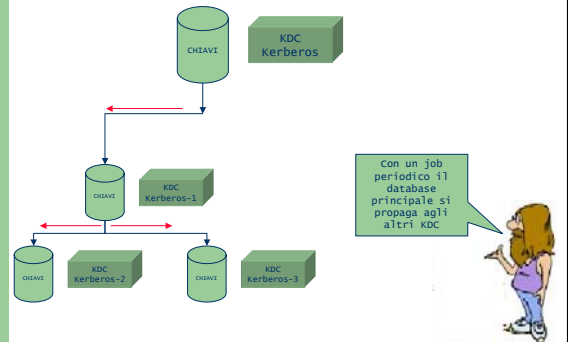 CHIAVI
KDC
Kerberos
CHIAVI
KDC
Kerberos-1
Con un job
periodico il
database
principale si
propaga agli
altri KDC
CHIAVI
KDC
Kerberos-2
CHIAVI
KDC
Kerberos-3